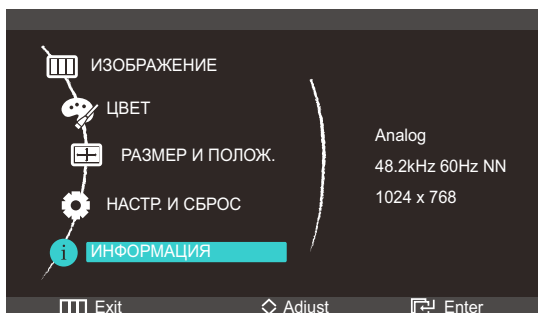 ИЗОБРАЖЕНИЕ
ЦВЕТ
РАЗМЕР И ПОЛОЖ.
НАСТР. И СБРОС
ИНФОРМАЦИЯ
Analog
48.2kHz 60Hz NN
1024 x 768
Exit Adjust Enter